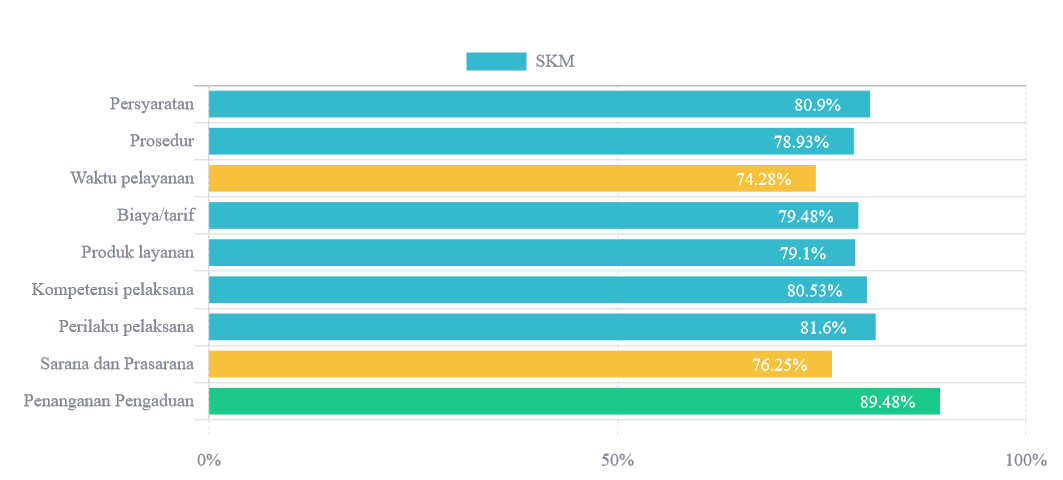 SKM
Persyaratan 80.9%
Prosedur 78.93%
Waktu pelayanan 74.28%
Biaya/tarif 79.48%
Produk layanan 79.1%
Kompetensi pelaksana 80.53%
Perilaku pelaksana 81.6%
Sarana dan Prasarana 76.25%
Penanganan Pengaduan 89.48%
0% 50% 100%